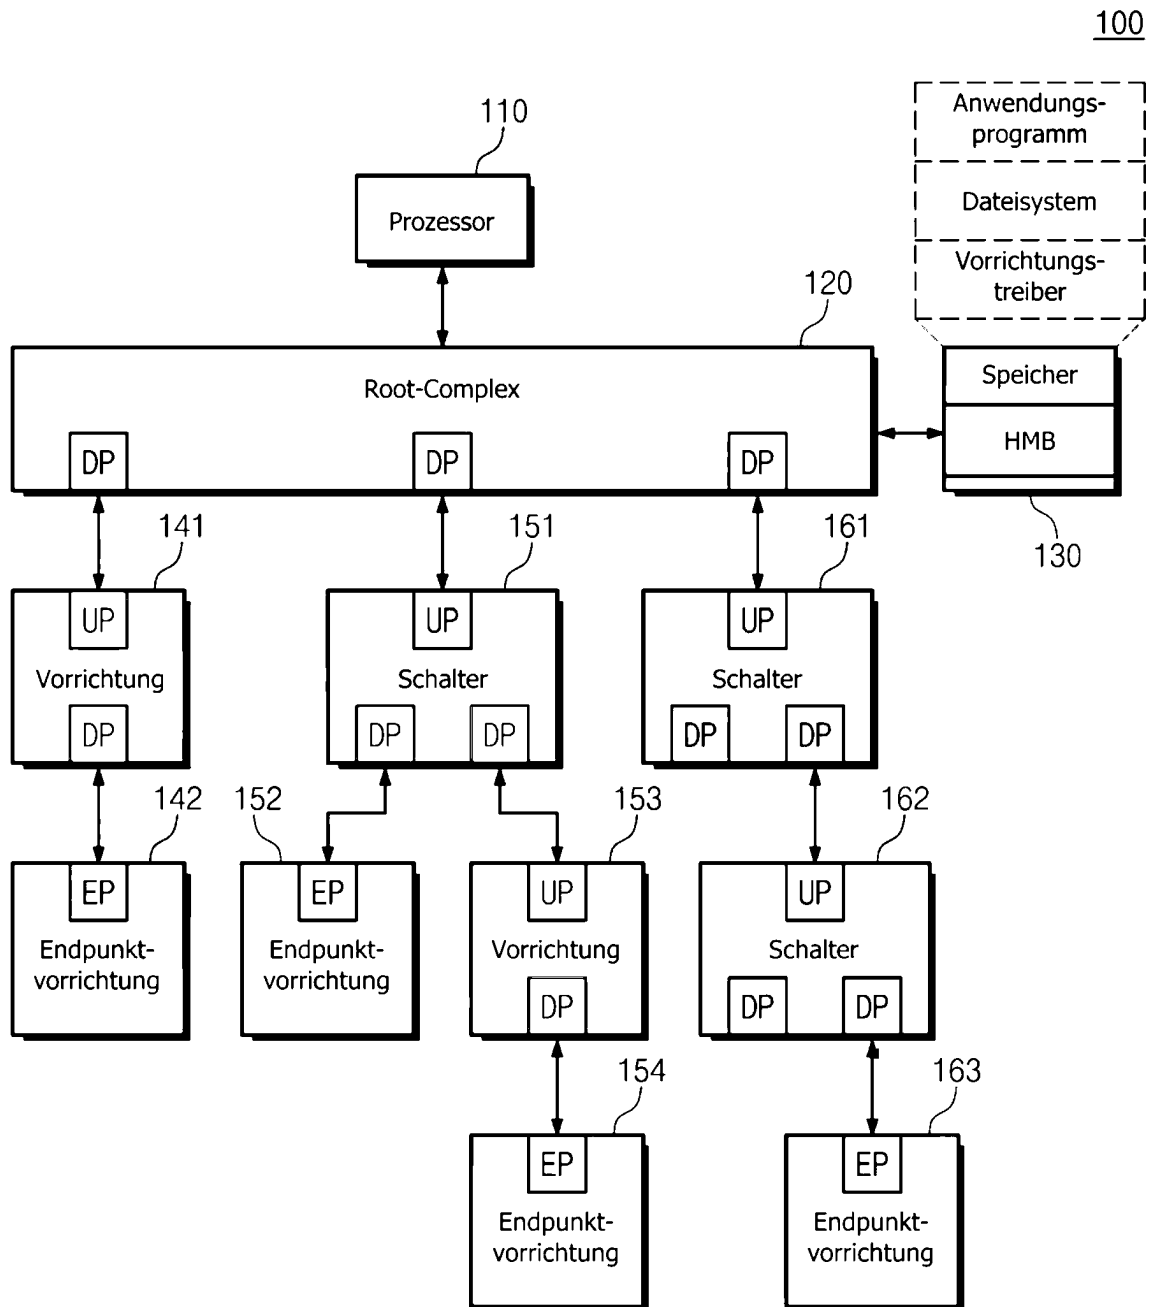 100
Anwendungs-
programm
Dateisystem
Vorrichtungs-
treiber
110
Prozessor
120
Root-Complex
DP
DP
DP
Speicher
HMB
130
141
151
161
UP
UP
UP
Vorrichtung
Schalter
Schalter
DP
DP
DP
DP
DP
142
152
153
162
EP
EP
UP
UP
Endpunkt-
vorrichtung
Endpunkt-
vorrichtung
Vorrichtung
Schalter
DP
DP
DP
154
163
EP
EP
Endpunkt-
vorrichtung
Endpunkt-
vorrichtung